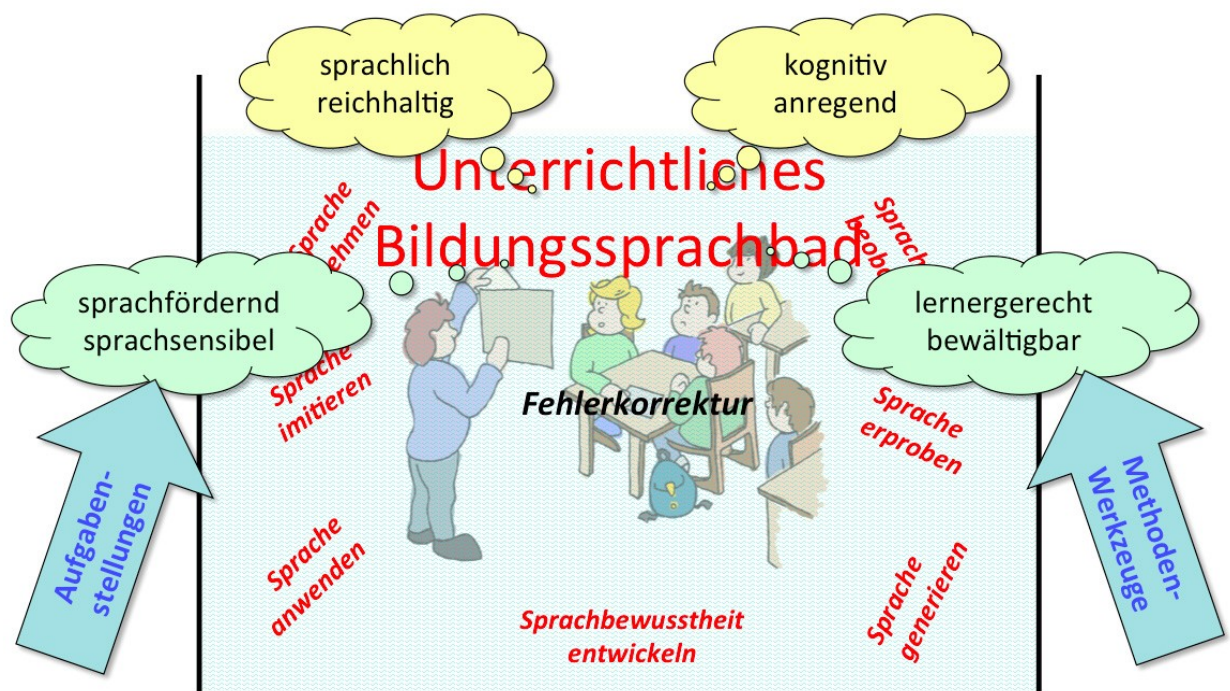 sprachlich
reichhaltig
kognitiv
anregend
Unterrichtliches
Bildungssprachbad
Sprache
sprachfördernd
sprachsensibel
lernergerecht
bewältigbar
Sprache
imitieren
Fehlerkorrektur
Sprache
erproben
Aufgaben-
stellungen
Methoden-
Werkzeuge
Sprache
anwenden
Sprache
generieren
Sprachbewusstheit
entwickeln